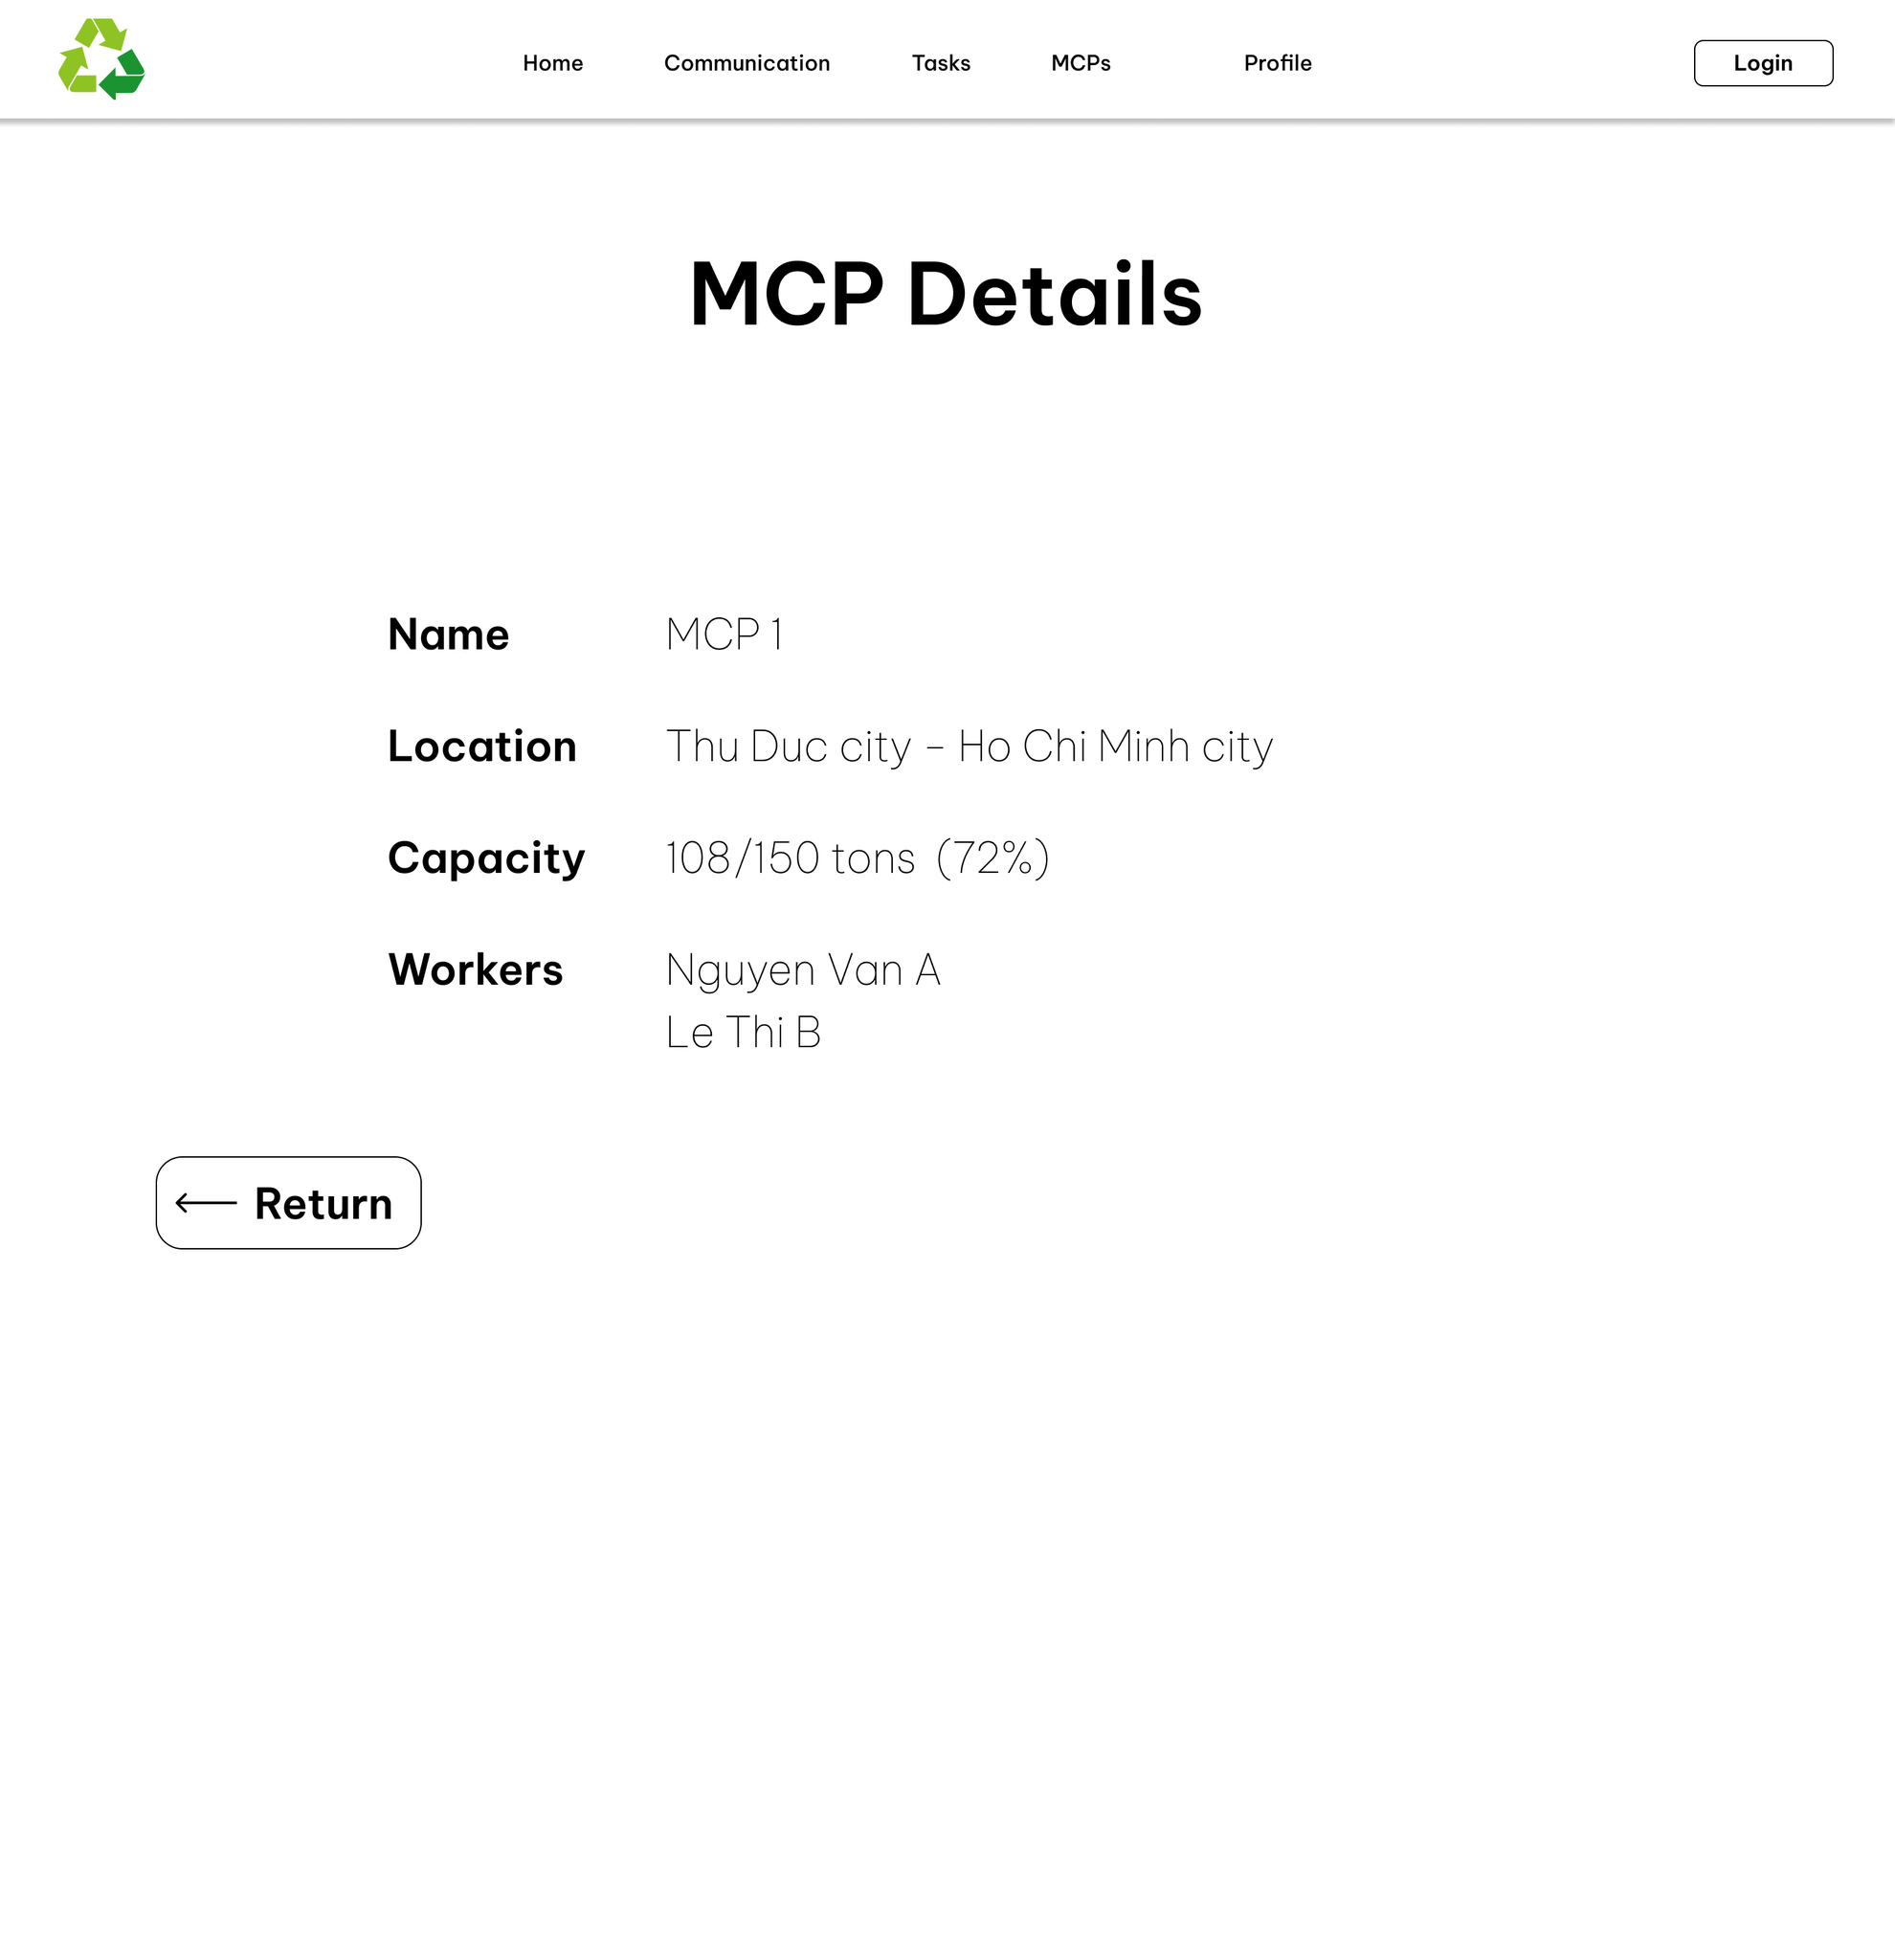 Home Communication Tasks MCPs Profile Login
MCP Details
Name MCP 1
Location Thu Duc city - Ho Chi Minh city
Capacity 108/150 tons (72%)
Workers Nguyen Van A
Le Thi B
Return